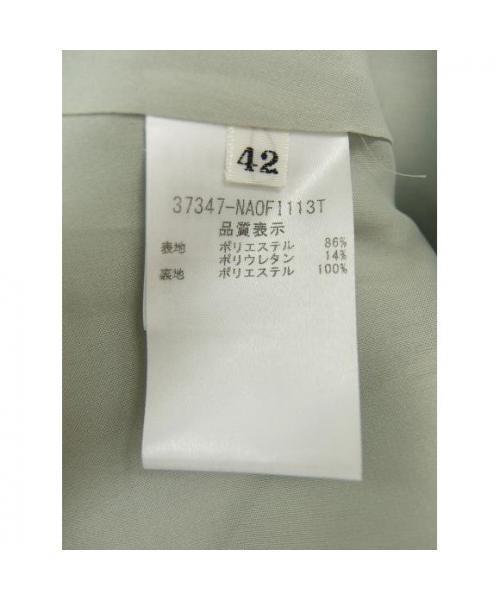 42
37347-NAOFI113T
品質表示
表地 ポリエステル 86%
ポリウレタン 14%
裏地 ポリエステル 100%